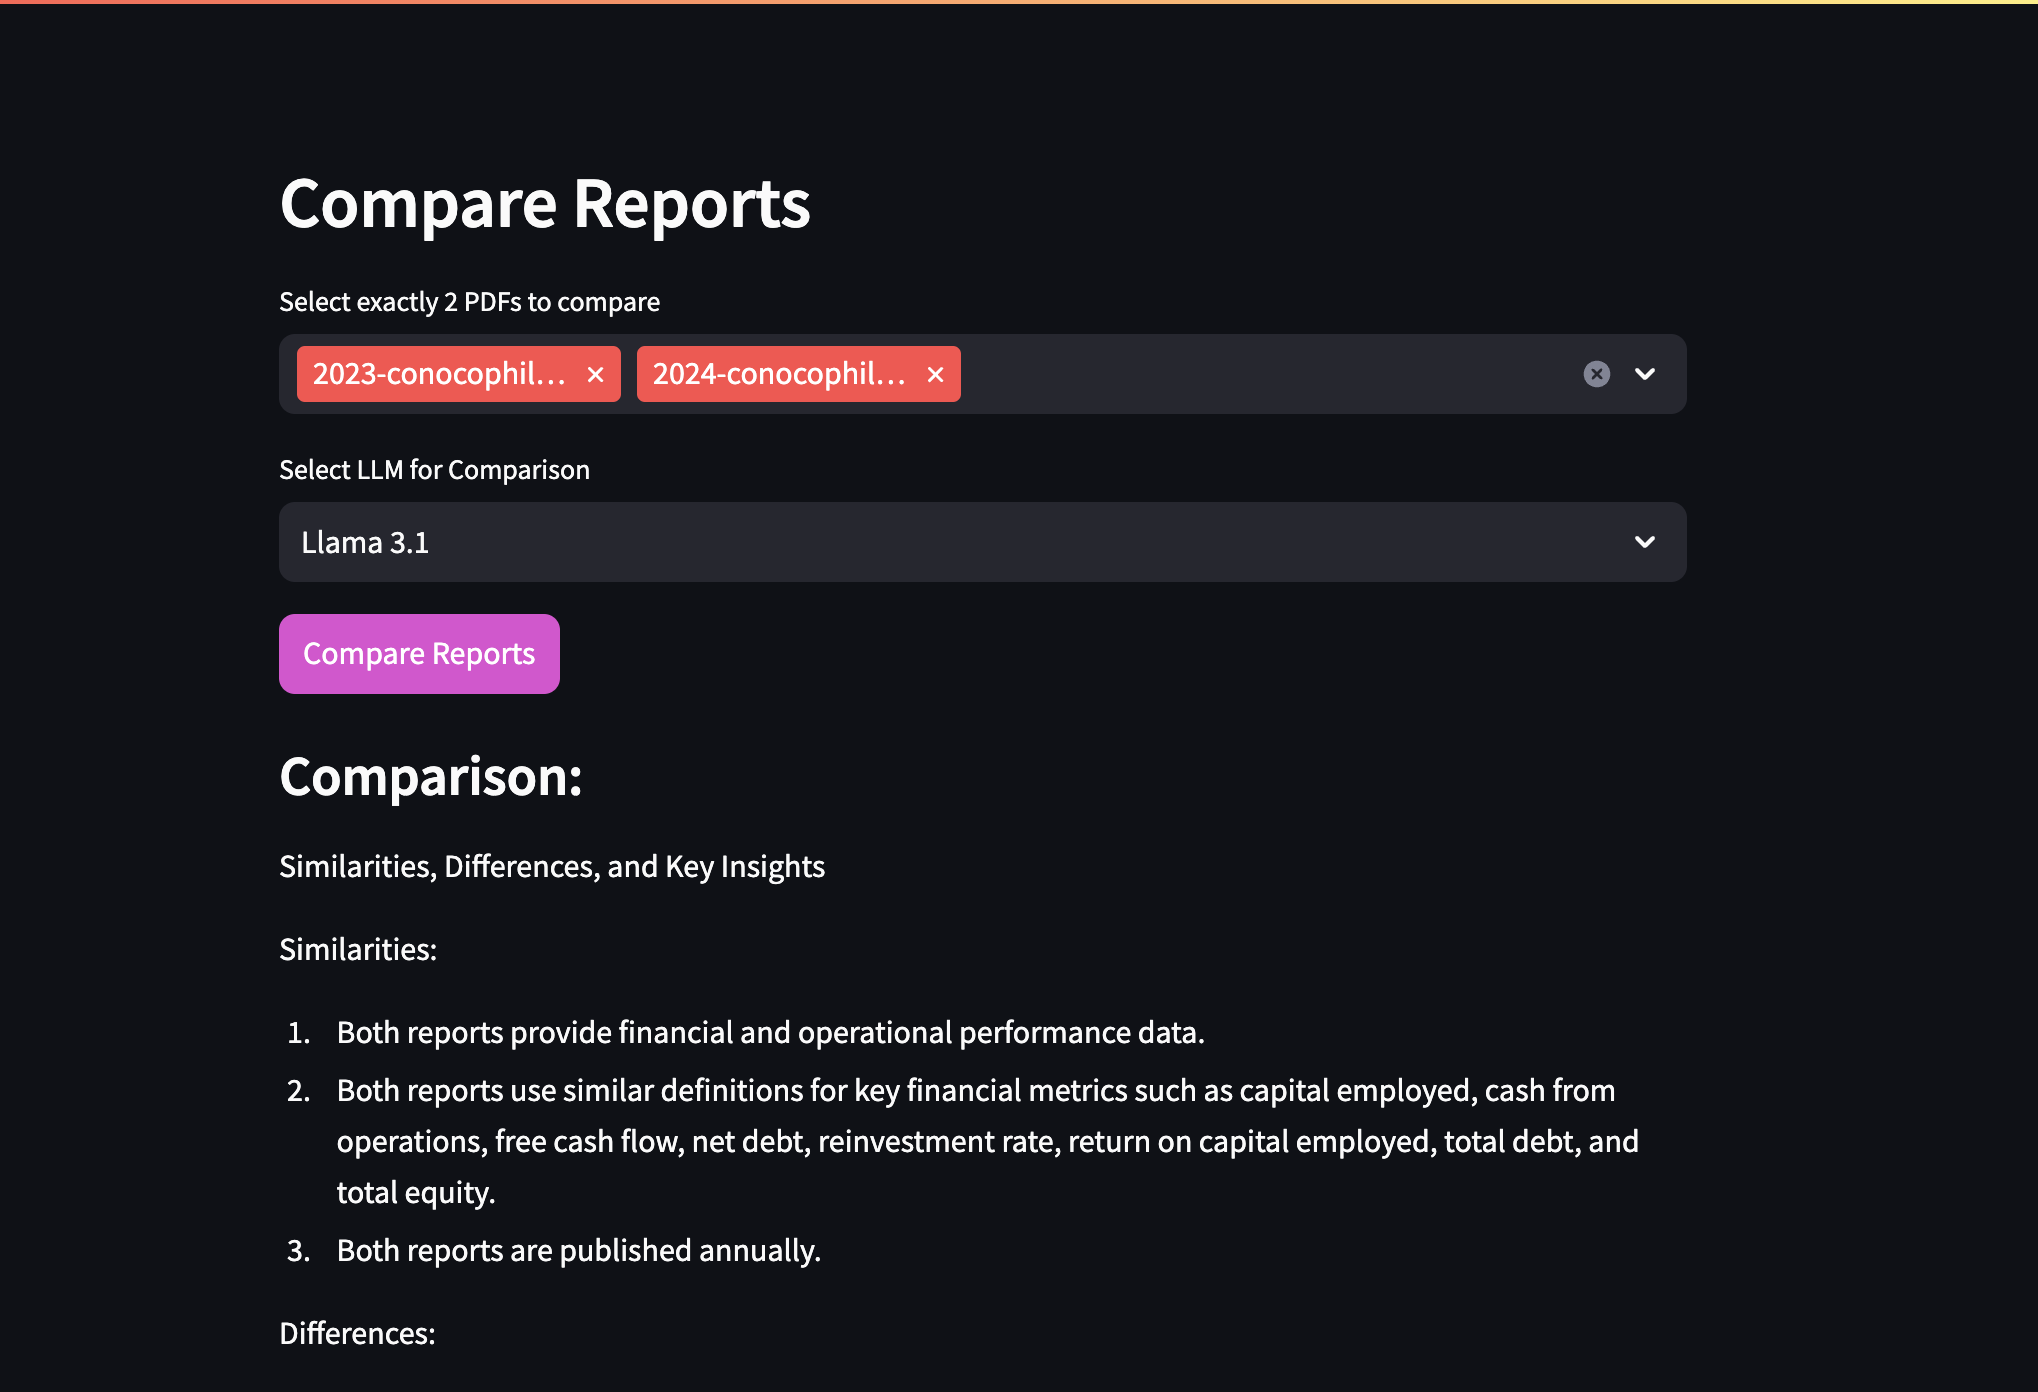 Compare Reports
Select exactly 2 PDFs to compare
2023-conocophil...
2024-conocophil...
Select LLM for Comparison
Llama 3.1
Compare Reports
Comparison:
Similarities, Differences, and Key Insights
Similarities:
1. Both reports provide financial and operational performance data.
2. Both reports use similar definitions for key financial metrics such as capital employed, cash from
operations, free cash flow, net debt, reinvestment rate, return on capital employed, total debt, and
total equity.
3. Both reports are published annually.
Differences: